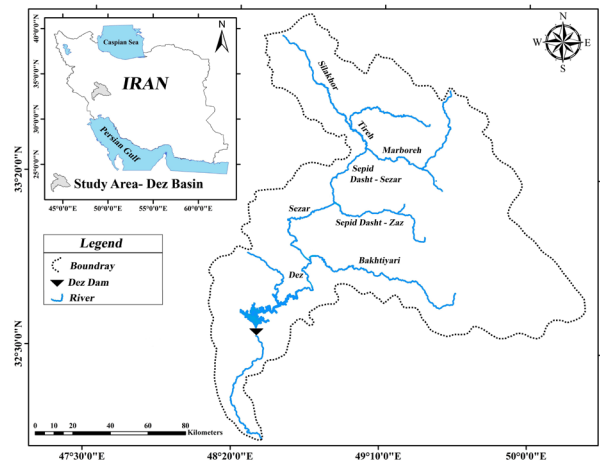 40°0'0"N
35°0'0"N
30°0'0"N
25°0'0"N
Caspian Sea
N
IRAN
Persian Gulf
Study Area- Dez Basin
45°0'0"E
50°0'0"E
55°0'0"E
60°0'0"E
N
W
E
S
Silakhor
Tireh
Marboreh
Sepid
Dasht - Sezar
Sezar
Sepid Dasht - Zaz
Dez
Bakhtiyari
Legend
Boundray
Dez Dam
River
33°20'0"N
32°30'0"N
0 5 10 20 40 60 80
Kilometers
47°30'0"E
48°20'0"E
49°10'0"E
50°0'0"E